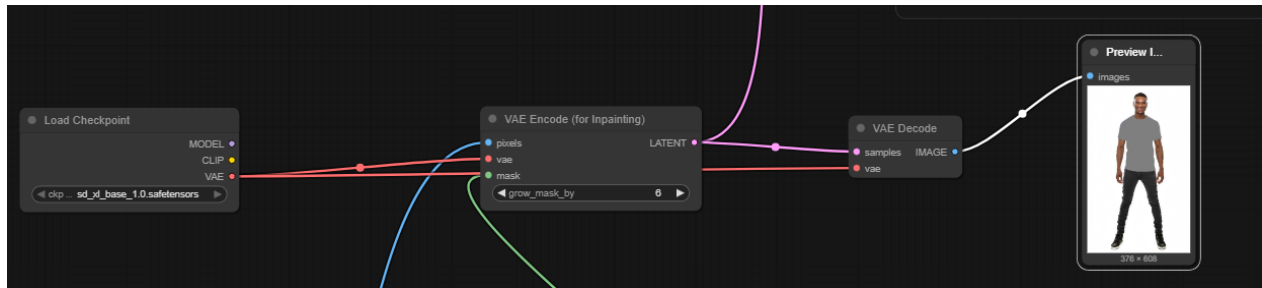 Load Checkpoint
MODEL
CLIP
VAE
ckp .. sd_xl_base_1.0.safetensors
VAE Encode (for Inpainting)
pixels
LATENT
vae
mask
grow_mask_by 6
VAE Decode
samples
IMAGE
vae
Preview I...
images
376 × 608